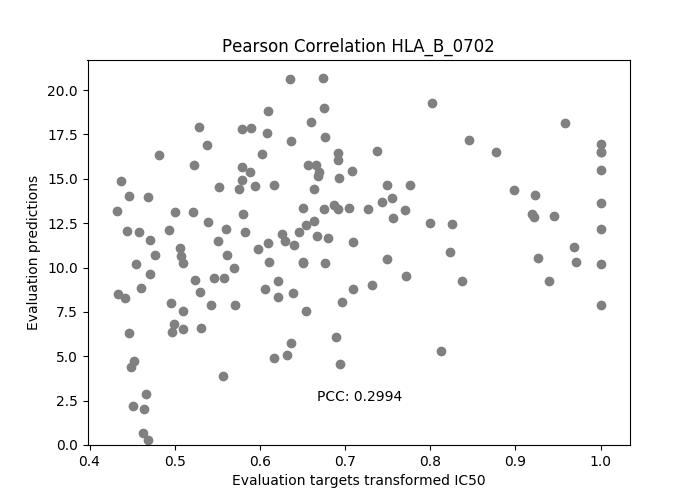 Pearson Correlation HLA_B_0702
Evaluation predictions
20.0
17.5
15.0
12.5
10.0
7.5
5.0
2.5
0.0
PCC: 0.2994
0.4 0.5 0.6 0.7 0.8 0.9 1.0
Evaluation targets transformed IC50